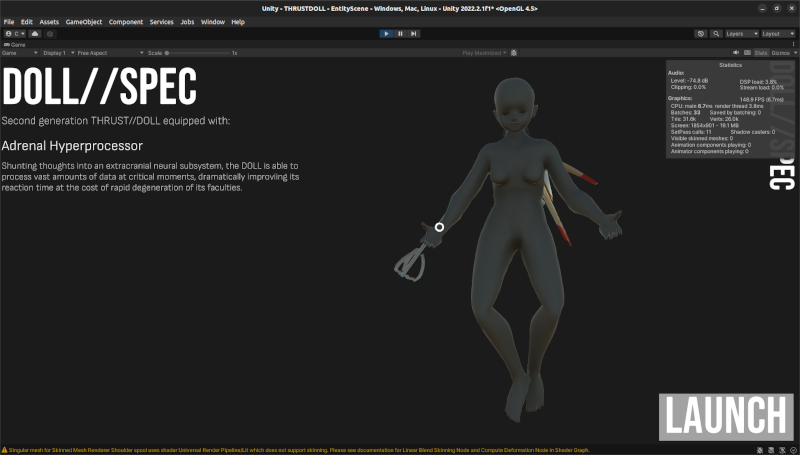 Unity - THRUSTDOLL - EntityScene - Windows, Mac, Linux - Unity 2022.2.1f1* <OpenGL 4.5>
File Edit Assets GameObject Component Services Jobs Window Help
C Layers Layout
Game
Game Display 1 Free Aspect Scale 1x Play Maximized Stats Gizmos
DOLL//SPEC
Second generation THRUST//DOLL equipped with:
Adrenal Hyperprocessor
Shunting thoughts into an extracranial neural subsystem, the DOLL is able to
process vast amounts of data at critical moments, dramatically improviing its
reaction time at the cost of rapid degeneration of its faculties.
Statistics
Audio:
Level: -74.8 dB DSP load: 3.8%
Clipping: 0.0% Stream load: 0.0%
Graphics: 148.9 FPS (6.7ms)
CPU: main 6.7ms render thread 3.8ms
Batches: 33 Saved by batching: 0
Tris: 31.6k Verts: 26.0k
Screen: 1854x901 - 19.1 MB
SetPass calls: 11 Shadow casters: 0
Visible skinned meshes: 0
Animation components playing: 0
Animator components playing: 0
DOLL//SPEC
LAUNCH
Singular mesh for Skinned Mesh Renderer Shoulder spool uses shader Universal Render Pipeline/Lit which does not support skinning. Please see documentation for Linear Blend Skinning Node and Compute Deformation Node in Shader Graph.